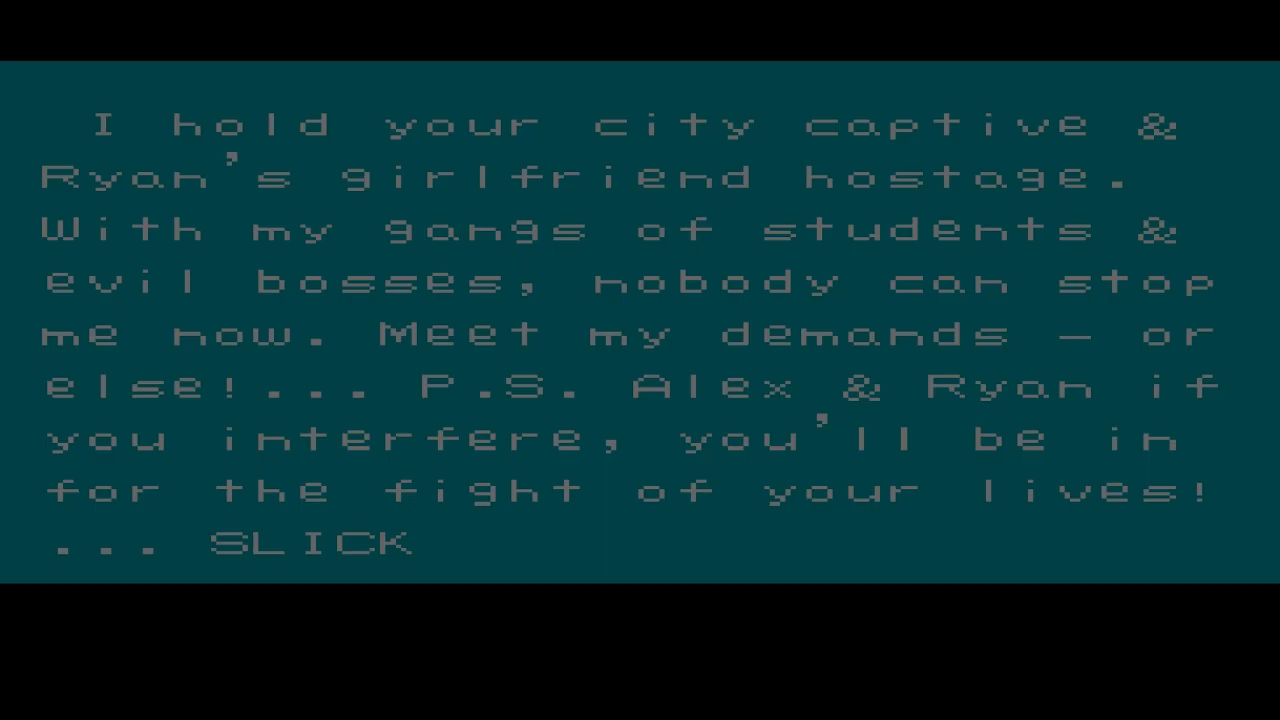 I hold your city captive &
Ryan's girlfriend hostage.
With my gangs of students &
evil bosses, nobody can stop
me now. Meet my demands – or
else!... P.S. Alex & Ryan if
you interfere, you'll be in
for the fight of your lives!
... SLICK